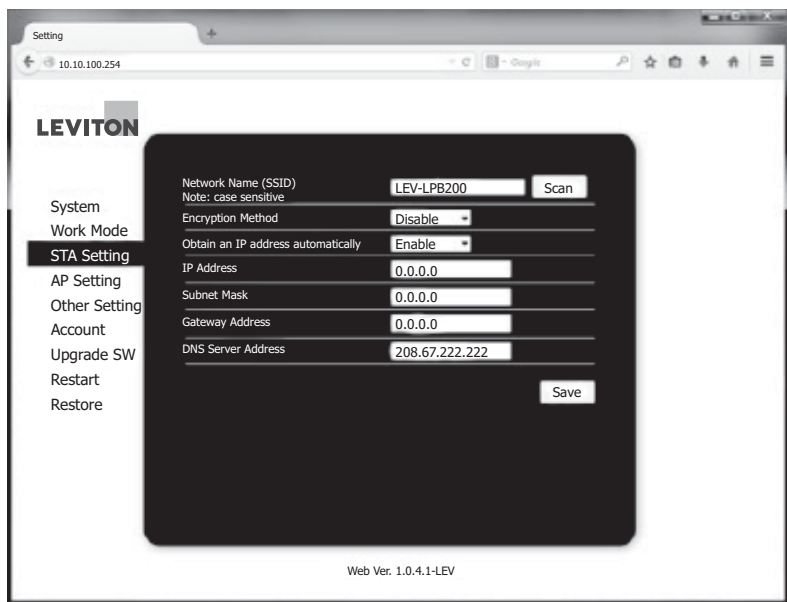 Setting
10.10.100.254
Google
LEVITON
System
Work Mode
STA Setting
AP Setting
Other Setting
Account
Upgrade SW
Restart
Restore
Network Name (SSID)
Note: case sensitive
LEV-LPB200
Scan
Encryption Method
Disable
Obtain an IP address automatically
Enable
IP Address
0.0.0.0
Subnet Mask
0.0.0.0
Gateway Address
0.0.0.0
DNS Server Address
208.67.222.222
Save
Web Ver. 1.0.4.1-LEV